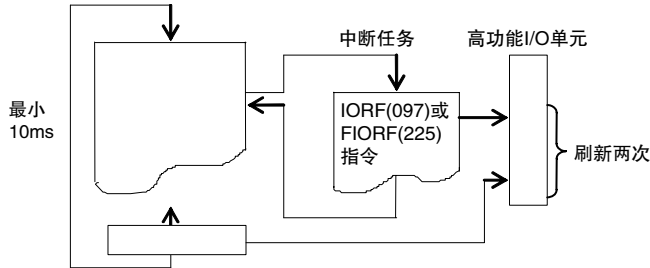 中断任务
高功能I/O单元
最小
10ms
IORF(097)或
FIORF(225)
指令
刷新两次